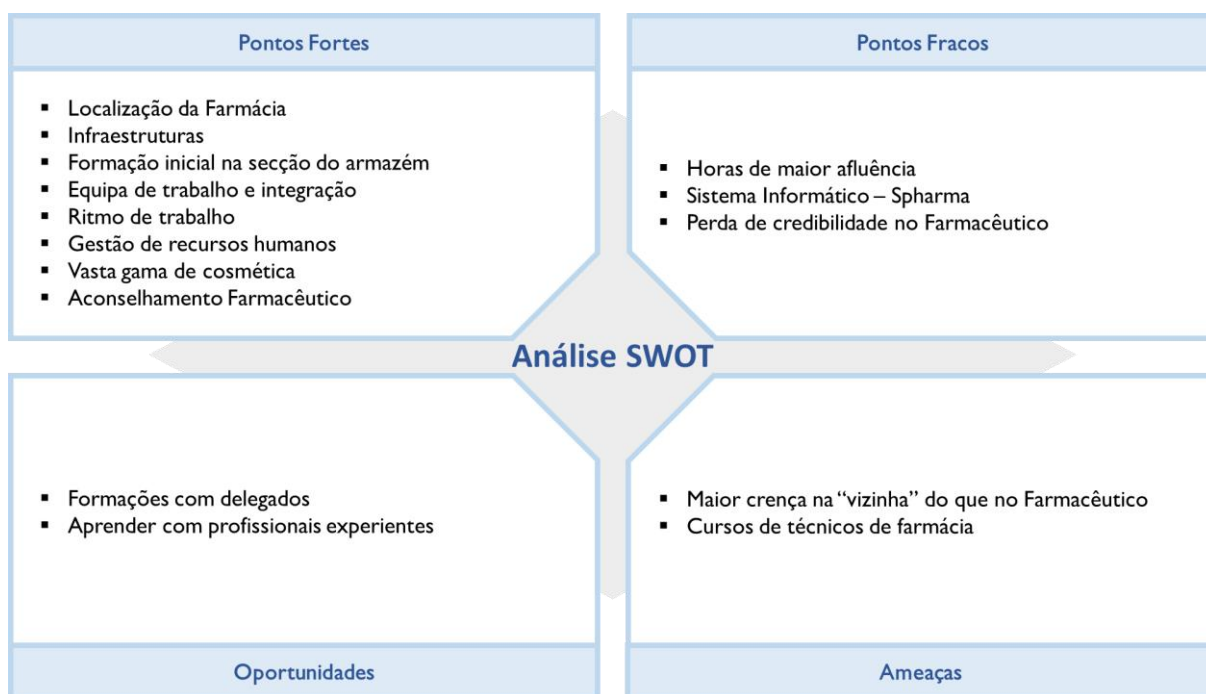 Pontos Fortes
▪ Localização da Farmácia
▪ Infraestruturas
▪ Formação inicial na secção do armazém
▪ Equipa de trabalho e integração
▪ Ritmo de trabalho
▪ Gestão de recursos humanos
▪ Vasta gama de cosmética
▪ Aconselhamento Farmacêutico
Pontos Fracos
▪ Horas de maior afluência
▪ Sistema Informático – Spharma
▪ Perda de credibilidade no Farmacêutico
Análise SWOT
▪ Formações com delegados
▪ Aprender com profissionais experientes
Oportunidades
▪ Maior crença na “vizinha” do que no Farmacêutico
▪ Cursos de técnicos de farmácia
Ameaças